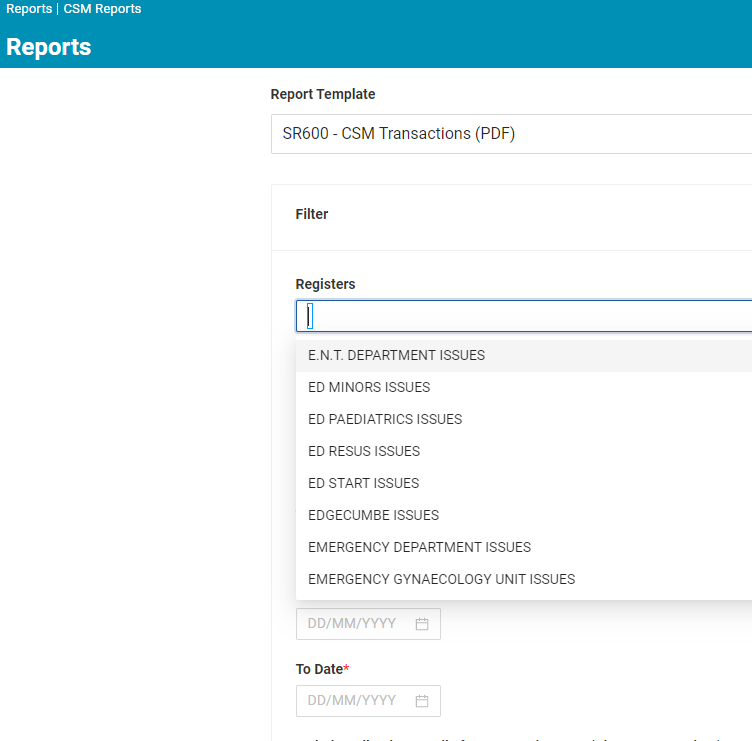 Reports | CSM Reports
Reports
Report Template
SR600 - CSM Transactions (PDF)
Filter
Registers
E.N.T. DEPARTMENT ISSUES
ED MINORS ISSUES
ED PAEDIATRICS ISSUES
ED RESUS ISSUES
ED START ISSUES
EDGECUMBE ISSUES
EMERGENCY DEPARTMENT ISSUES
EMERGENCY GYNAECOLOGY UNIT ISSUES
DD/MM/YYYY
To Date*
DD/MM/YYYY